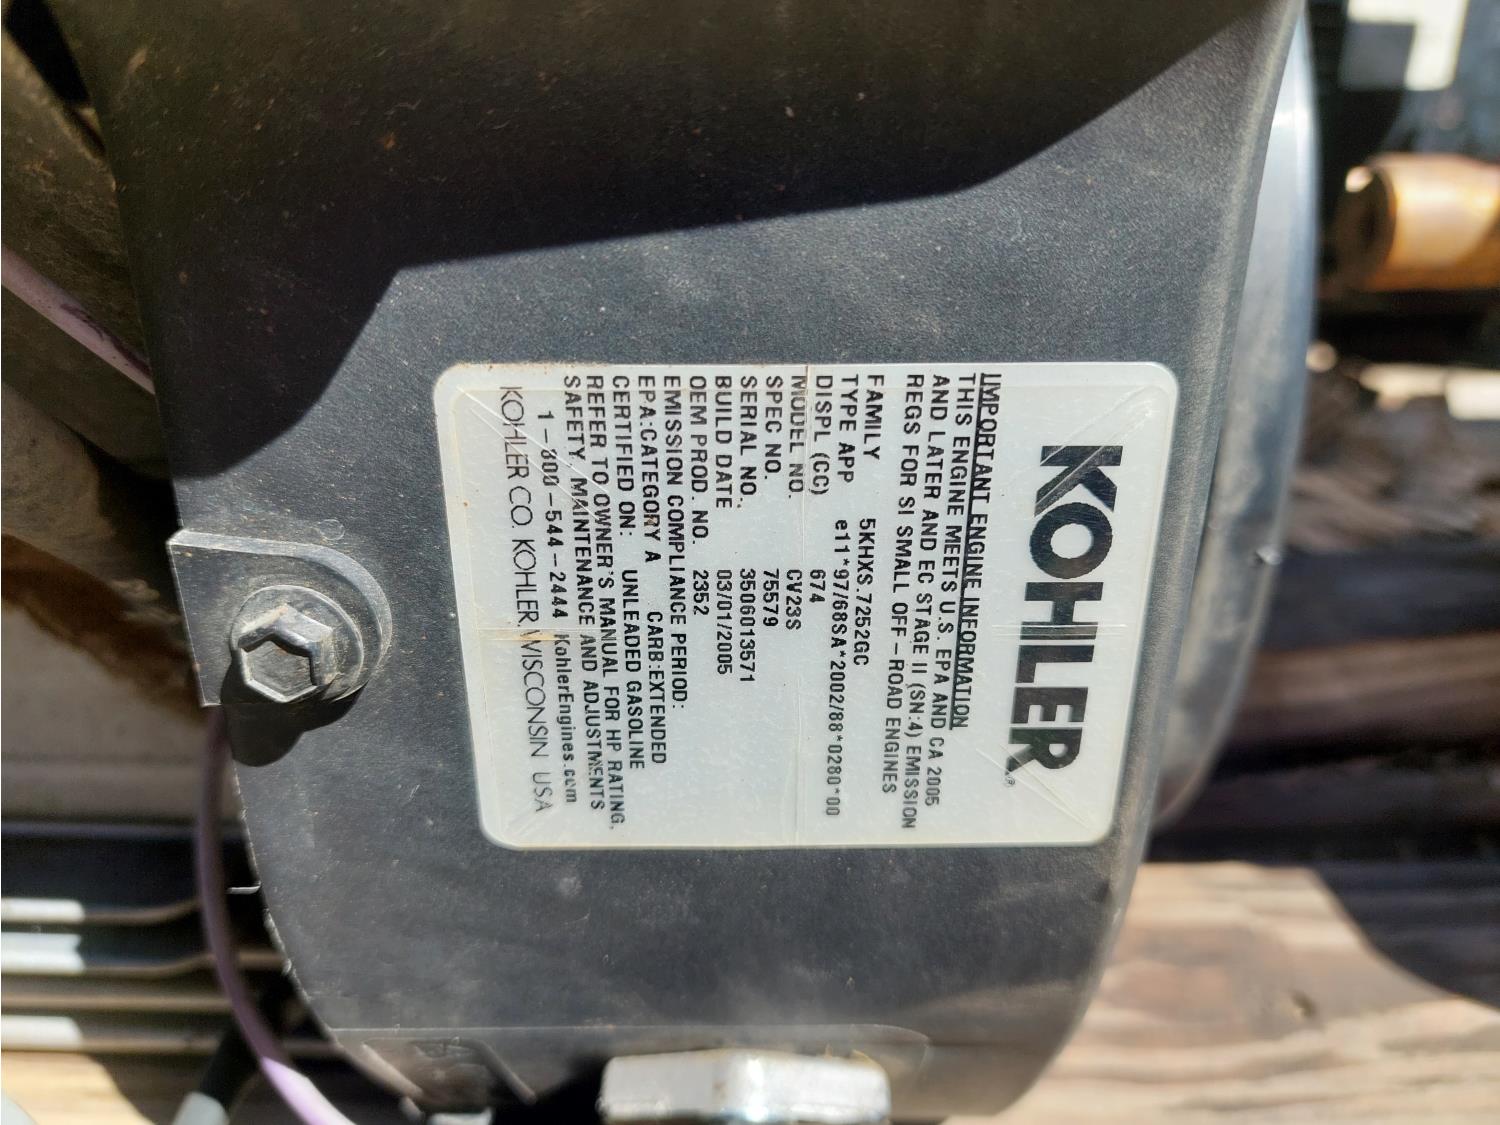 KOHLER®
IMPORTANT ENGINE INFORMATION
THIS ENGINE MEETS U.S. EPA AND CA 2005
AND LATER AND EC STAGE II (SN:4) EMISSION
REGS FOR SI SMALL OFF-ROAD ENGINES
FAMILY 5KHXS.7252GC
TYPE APP e11*97/68SA*2002/88*0280*00
DISPL (CC) 674
MODEL NO. CV23S
SPEC NO. 75579
SERIAL NO. 3506013571
BUILD DATE 03/01/2005
OEM PROD. NO. 2352
EMISSION COMPLIANCE PERIOD:
EPA:CATEGORY A CARB:EXTENDED
CERTIFIED ON: UNLEADED GASOLINE
REFER TO OWNER'S MANUAL FOR HP RATING,
SAFETY, MAINTENANCE AND ADJUSTMENTS
1-800-544-2444 KohlerEngines.com
KOHLER CO. KOHLER, WISCONSIN USA